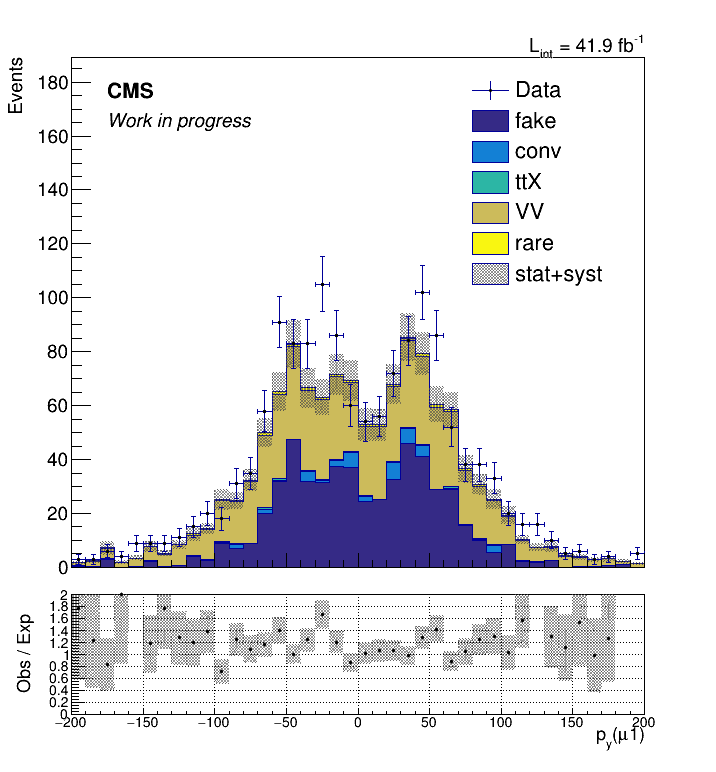 L_int = 41.9 fb^-1
Events
CMS
Work in progress
Data
fake
conv
ttX
VV
rare
stat+syst
180
160
140
120
100
80
60
40
20
0
Obs / Exp
2
1.8
1.6
1.4
1.2
1
0.8
0.6
0.4
0.2
0
−200 −150 −100 −50 0 50 100 150 200
p_y(μ1)